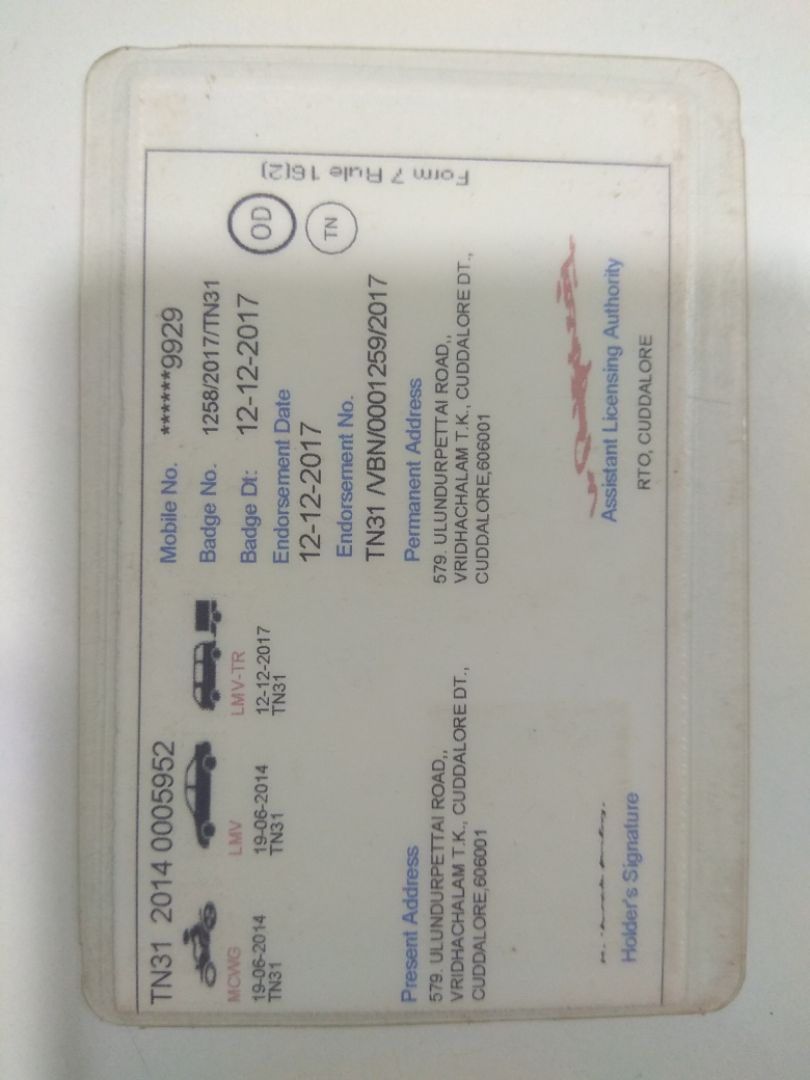 TN31 2014 0005952
MCWG
19-06-2014
TN31
LMV
19-06-2014
TN31
LMV-TR
12-12-2017
TN31
Mobile No. ******9929
Badge No. 1258/2017/TN31
Badge Dt: 12-12-2017
Endorsement Date
12-12-2017
Endorsement No.
TN31 /VBN/0001259/2017
OD
TN
Form 7 Rule 16(2)
Present Address
579. ULUNDURPETTAI ROAD,,
VRIDHACHALAM T.K., CUDDALORE DT.,
CUDDALORE,606001
Permanent Address
579. ULUNDURPETTAI ROAD,,
VRIDHACHALAM T.K., CUDDALORE DT.,
CUDDALORE,606001
Holder's Signature
Assistant Licensing Authority
RTO, CUDDALORE